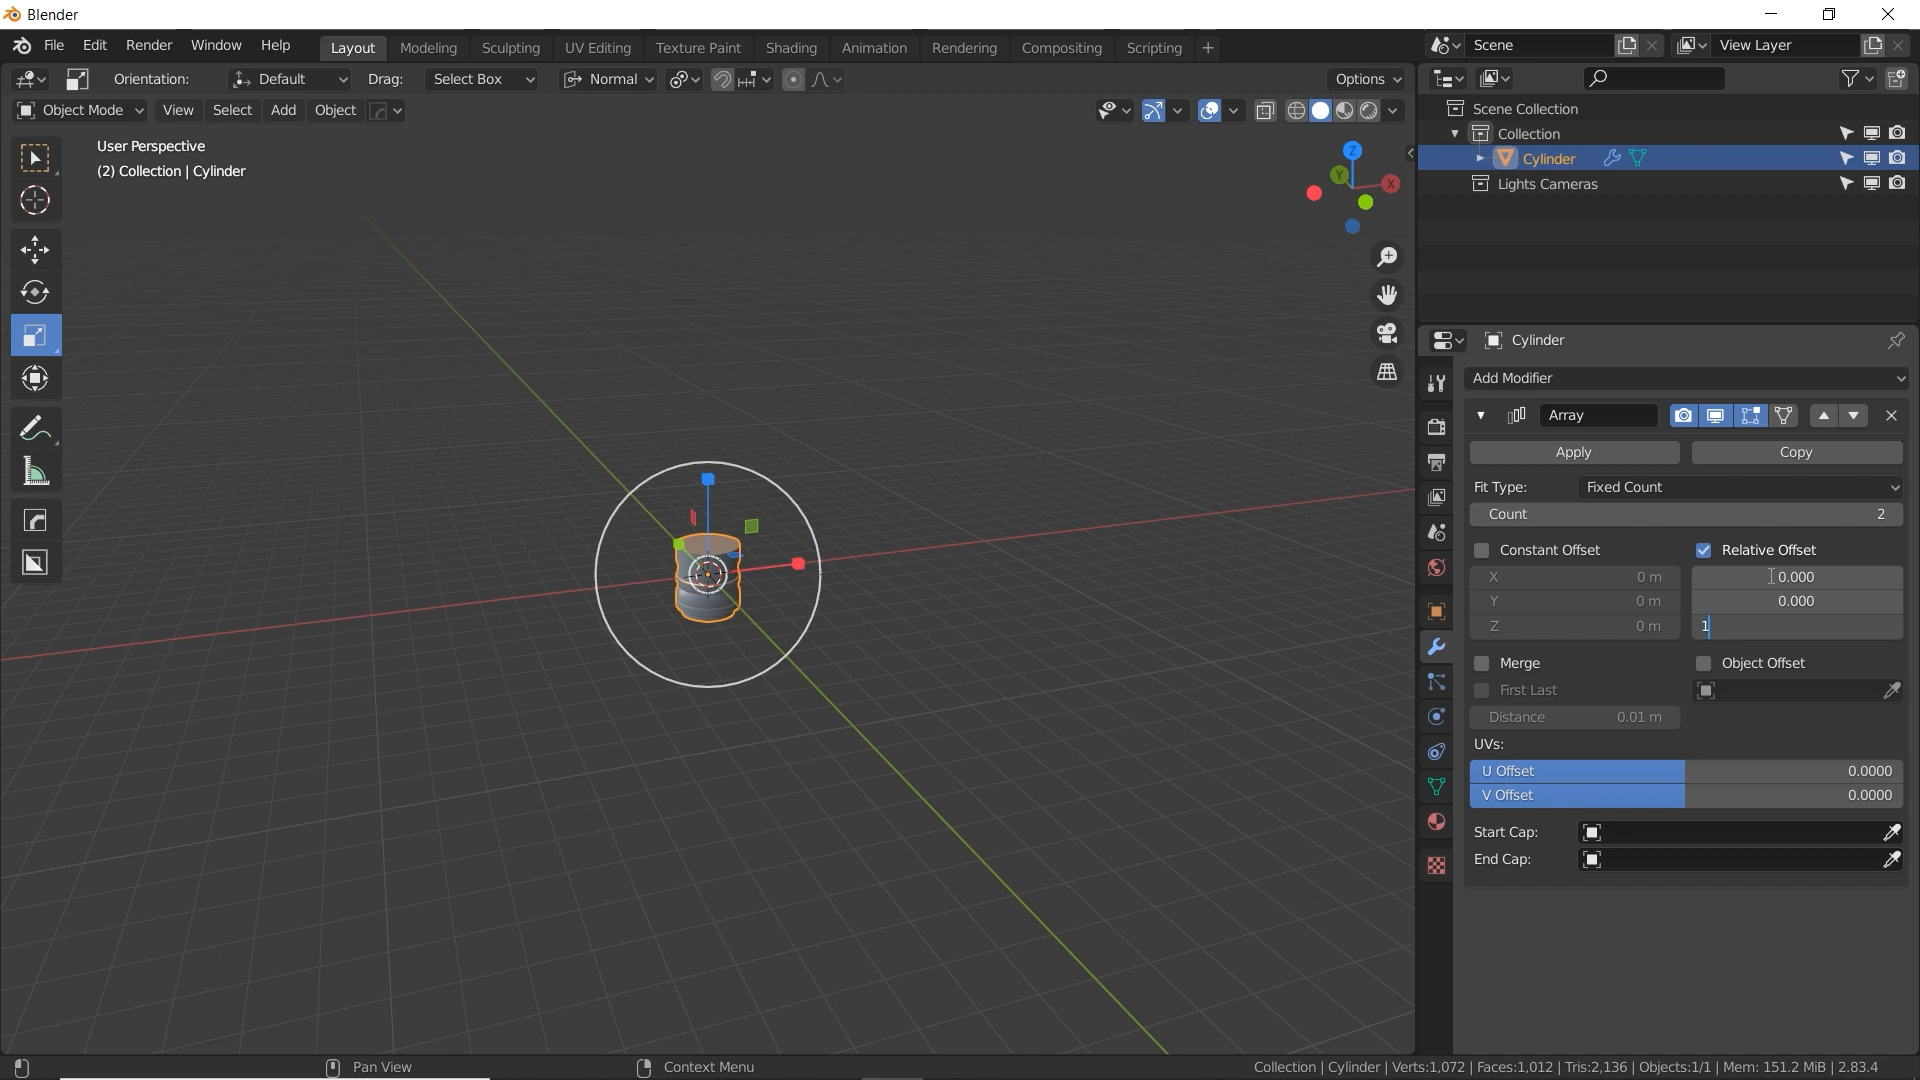 Blender
File Edit Render Window Help Layout Modeling Sculpting UV Editing Texture Paint Shading Animation Rendering Compositing Scripting + Scene View Layer
Orientation: Default Drag: Select Box Normal Options
Object Mode View Select Add Object
User Perspective
(2) Collection | Cylinder
Z
Y
X
Scene Collection
Collection
Cylinder
Lights Cameras
Cylinder
Add Modifier
Array
Apply Copy
Fit Type: Fixed Count
Count 2
Constant Offset Relative Offset
X 0 m 0.000
Y 0 m 0.000
Z 0 m 1
Merge Object Offset
First Last
Distance 0.01 m
UVs:
U Offset 0.0000
V Offset 0.0000
Start Cap:
End Cap:
Pan View Context Menu Collection | Cylinder | Verts:1,072 | Faces:1,012 | Tris:2,136 | Objects:1/1 | Mem: 151.2 MiB | 2.83.4